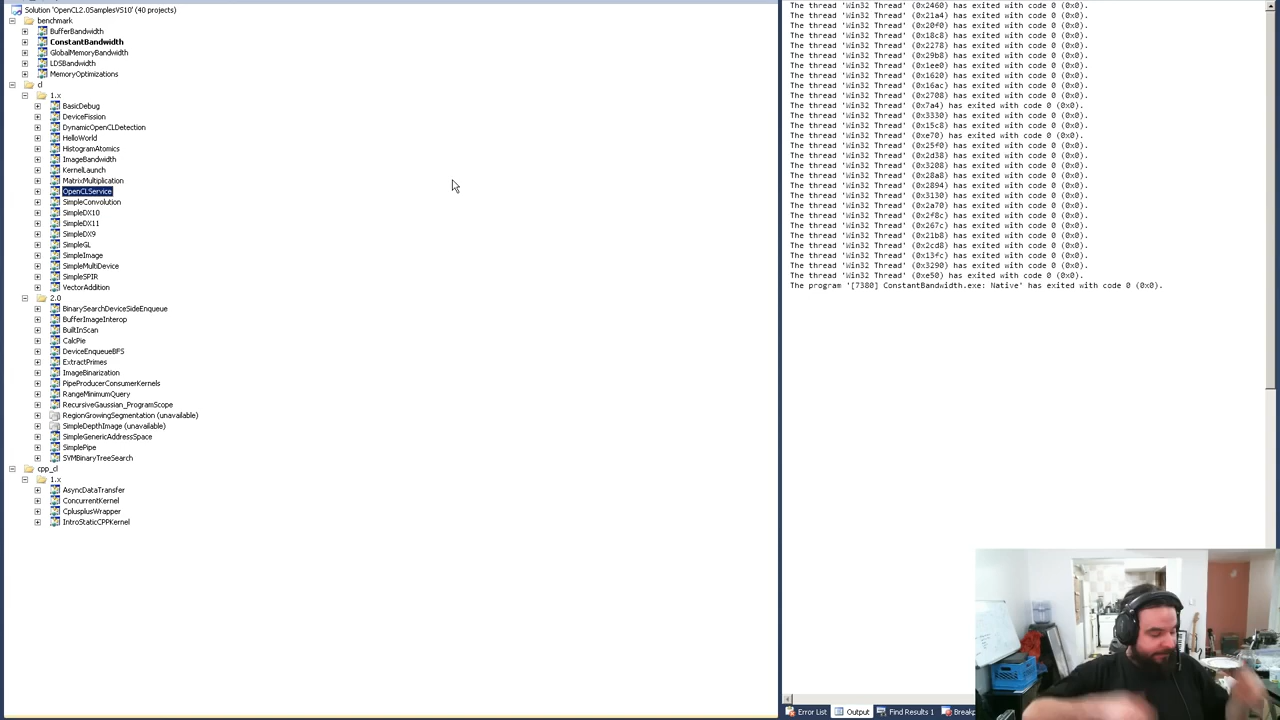 Solution 'OpenCL2.0SamplesVS10' (40 projects)
benchmark
BufferBandwidth
ConstantBandwidth
GlobalMemoryBandwidth
LDSBandwidth
MemoryOptimizations
cl
1.x
BasicDebug
DeviceFission
DynamicOpenCLDetection
HelloWorld
HistogramAtomics
ImageBandwidth
KernelLaunch
MatrixMultiplication
OpenCLService
SimpleConvolution
SimpleDX10
SimpleDX11
SimpleDX9
SimpleGL
SimpleImage
SimpleMultiDevice
SimpleSPIR
VectorAddition
2.0
BinarySearchDeviceSideEnqueue
BufferImageInterop
BuiltInScan
CalcPie
DeviceEnqueueBFS
ExtractPrimes
ImageBinarization
PipeProducerConsumerKernels
RangeMinimumQuery
RecursiveGaussian_ProgramScope
RegionGrowingSegmentation (unavailable)
SimpleDepthImage (unavailable)
SimpleGenericAddressSpace
SimplePipe
SVMBinaryTreeSearch
cpp_cl
1.x
AsyncDataTransfer
ConcurrentKernel
CplusplusWrapper
IntroStaticCPPKernel
The thread 'Win32 Thread' (0x2460) has exited with code 0 (0x0).
The thread 'Win32 Thread' (0x21a4) has exited with code 0 (0x0).
The thread 'Win32 Thread' (0x20f0) has exited with code 0 (0x0).
The thread 'Win32 Thread' (0x18c8) has exited with code 0 (0x0).
The thread 'Win32 Thread' (0x2278) has exited with code 0 (0x0).
The thread 'Win32 Thread' (0x29b8) has exited with code 0 (0x0).
The thread 'Win32 Thread' (0x1ee0) has exited with code 0 (0x0).
The thread 'Win32 Thread' (0x1620) has exited with code 0 (0x0).
The thread 'Win32 Thread' (0x16ac) has exited with code 0 (0x0).
The thread 'Win32 Thread' (0x2708) has exited with code 0 (0x0).
The thread 'Win32 Thread' (0x7a4) has exited with code 0 (0x0).
The thread 'Win32 Thread' (0x3330) has exited with code 0 (0x0).
The thread 'Win32 Thread' (0x15c8) has exited with code 0 (0x0).
The thread 'Win32 Thread' (0xe70) has exited with code 0 (0x0).
The thread 'Win32 Thread' (0x25f0) has exited with code 0 (0x0).
The thread 'Win32 Thread' (0x2d38) has exited with code 0 (0x0).
The thread 'Win32 Thread' (0x3208) has exited with code 0 (0x0).
The thread 'Win32 Thread' (0x28a8) has exited with code 0 (0x0).
The thread 'Win32 Thread' (0x2894) has exited with code 0 (0x0).
The thread 'Win32 Thread' (0x3130) has exited with code 0 (0x0).
The thread 'Win32 Thread' (0x2a70) has exited with code 0 (0x0).
The thread 'Win32 Thread' (0x2f8c) has exited with code 0 (0x0).
The thread 'Win32 Thread' (0x267c) has exited with code 0 (0x0).
The thread 'Win32 Thread' (0x21b8) has exited with code 0 (0x0).
The thread 'Win32 Thread' (0x2cd8) has exited with code 0 (0x0).
The thread 'Win32 Thread' (0x13fc) has exited with code 0 (0x0).
The thread 'Win32 Thread' (0x3290) has exited with code 0 (0x0).
The thread 'Win32 Thread' (0xe50) has exited with code 0 (0x0).
The program '[7380] ConstantBandwidth.exe: Native' has exited with code 0 (0x0).
Error List Output Find Results 1 Breakp